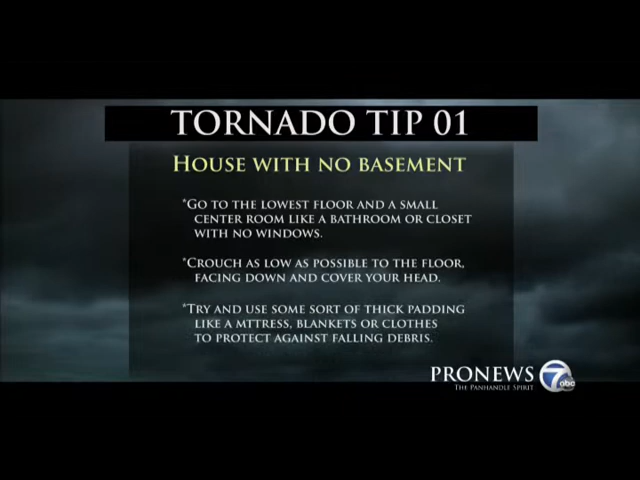 TORNADO TIP 01
HOUSE WITH NO BASEMENT
*GO TO THE LOWEST FLOOR AND A SMALL
CENTER ROOM LIKE A BATHROOM OR CLOSET
WITH NO WINDOWS.
*CROUCH AS LOW AS POSSIBLE TO THE FLOOR,
FACING DOWN AND COVER YOUR HEAD.
*TRY AND USE SOME SORT OF THICK PADDING
LIKE A MTTRESS, BLANKETS OR CLOTHES
TO PROTECT AGAINST FALLING DEBRIS.
PRONEWS 7 abc
THE PANHANDLE SPIRIT